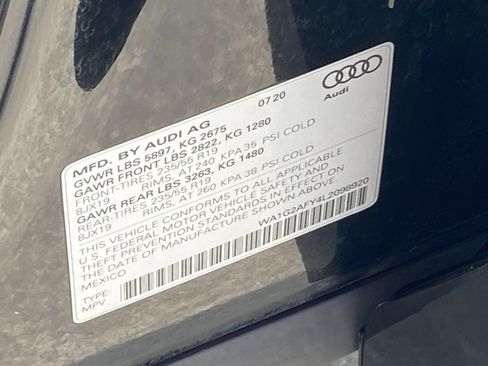 MFD. BY AUDI AG 07/20
Audi
GVWR LBS 5897, KG 2675
GAWR FRONT LBS 2822, KG 1280
FRONT-TIRES, 235/55 R19 KPA 35 PSI COLD
8JX19 RIMS, AT 240
GAWR REAR LBS 3263, KG 1480
REAR-TIRES, 235/55 R19 KPA 38 PSI COLD
8JX19 RIMS, AT 260
THIS VEHICLE CONFORMS TO ALL APPLICABLE
U.S. FEDERAL MOTOR VEHICLE SAFETY AND
THEFT PREVENTION STANDARDS IN EFFECT ON
THE DATE OF MANUFACTURE SHOWN ABOVE.
MEXICO
WA1G2AFY4L2096920
TYPE:
MPV